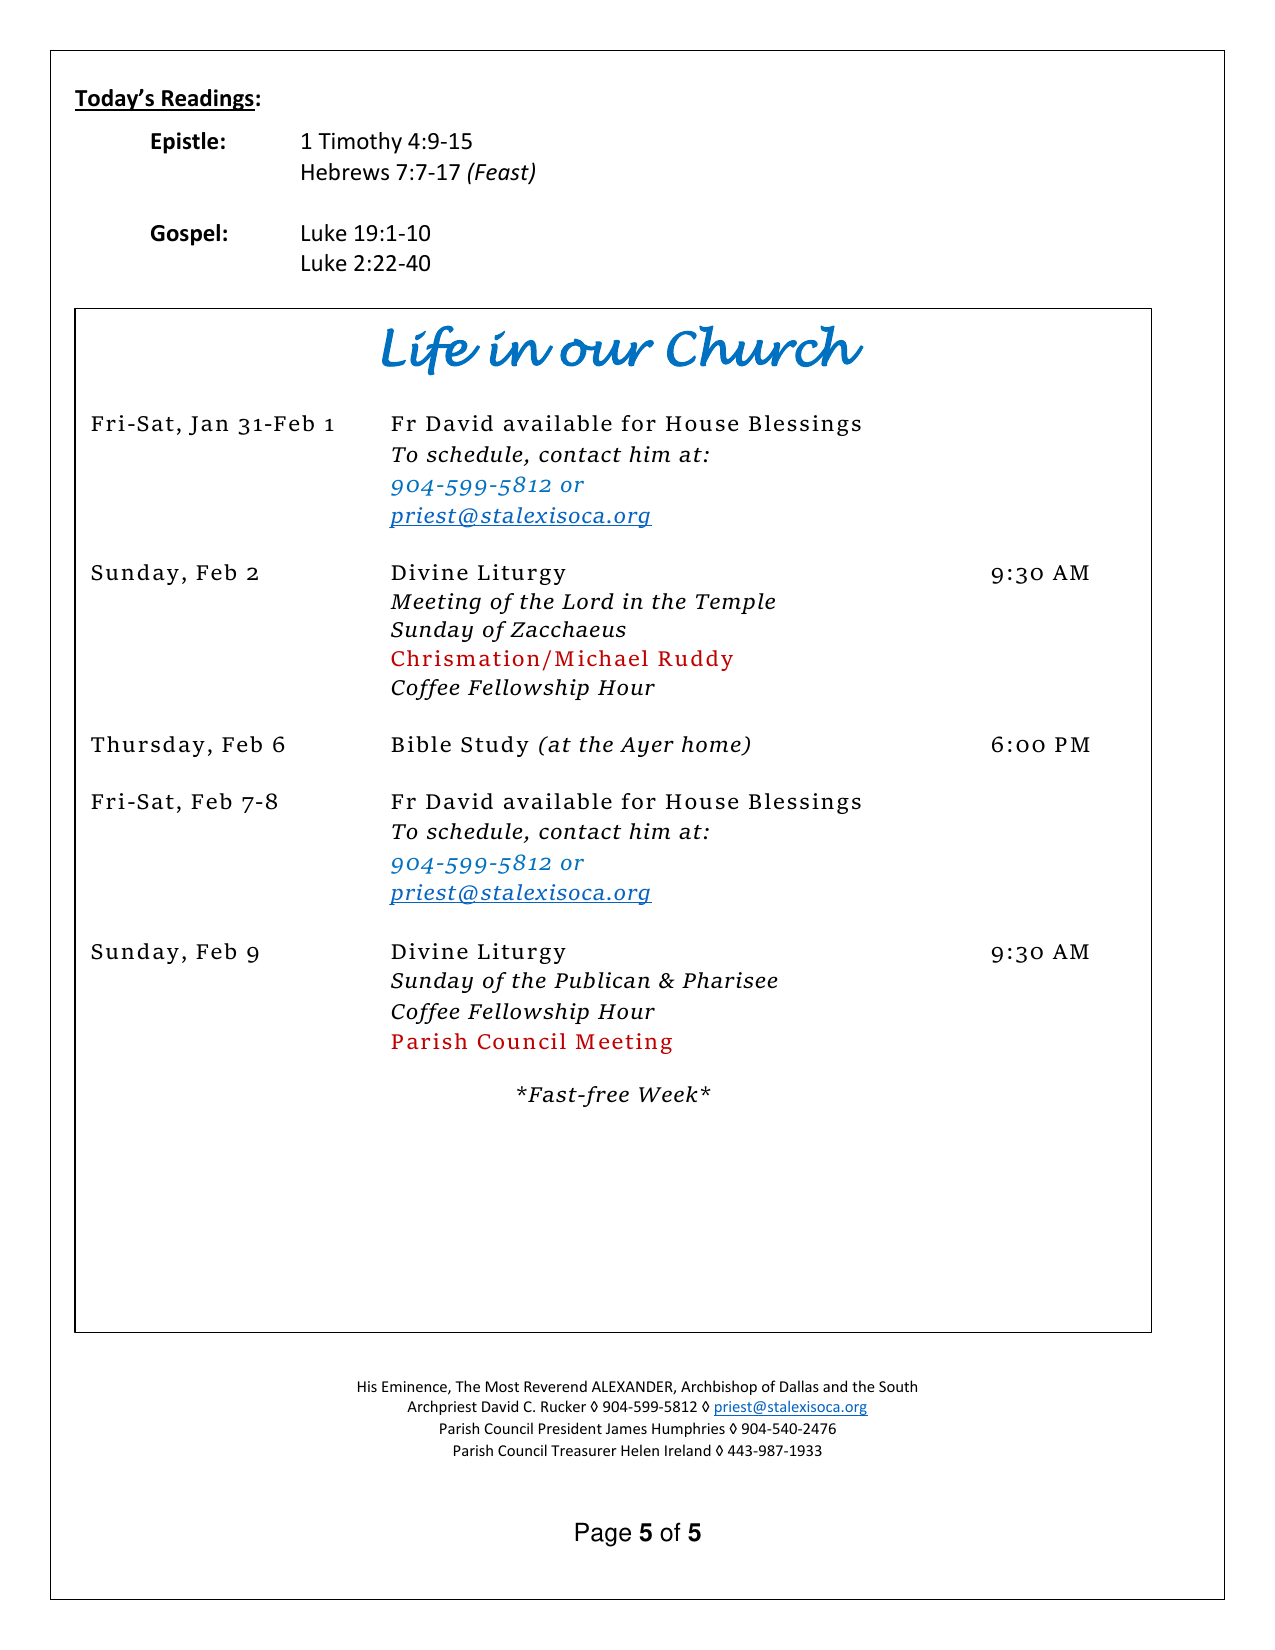 Today's Readings:
Epistle: 1 Timothy 4:9-15
Hebrews 7:7-17 (Feast)
Gospel: Luke 19:1-10
Luke 2:22-40
Life in our Church
Fri-Sat, Jan 31-Feb 1 Fr David available for House Blessings
To schedule, contact him at:
904-599-5812 or
priest@stalexisoca.org
Sunday, Feb 2 Divine Liturgy 9:30 AM
Meeting of the Lord in the Temple
Sunday of Zacchaeus
Chrismation/Michael Ruddy
Coffee Fellowship Hour
Thursday, Feb 6 Bible Study (at the Ayer home) 6:00 PM
Fri-Sat, Feb 7-8 Fr David available for House Blessings
To schedule, contact him at:
904-599-5812 or
priest@stalexisoca.org
Sunday, Feb 9 Divine Liturgy 9:30 AM
Sunday of the Publican & Pharisee
Coffee Fellowship Hour
Parish Council Meeting
*Fast-free Week*
His Eminence, The Most Reverend ALEXANDER, Archbishop of Dallas and the South
Archpriest David C. Rucker ◊ 904-599-5812 ◊ priest@stalexisoca.org
Parish Council President James Humphries ◊ 904-540-2476
Parish Council Treasurer Helen Ireland ◊ 443-987-1933
Page 5 of 5